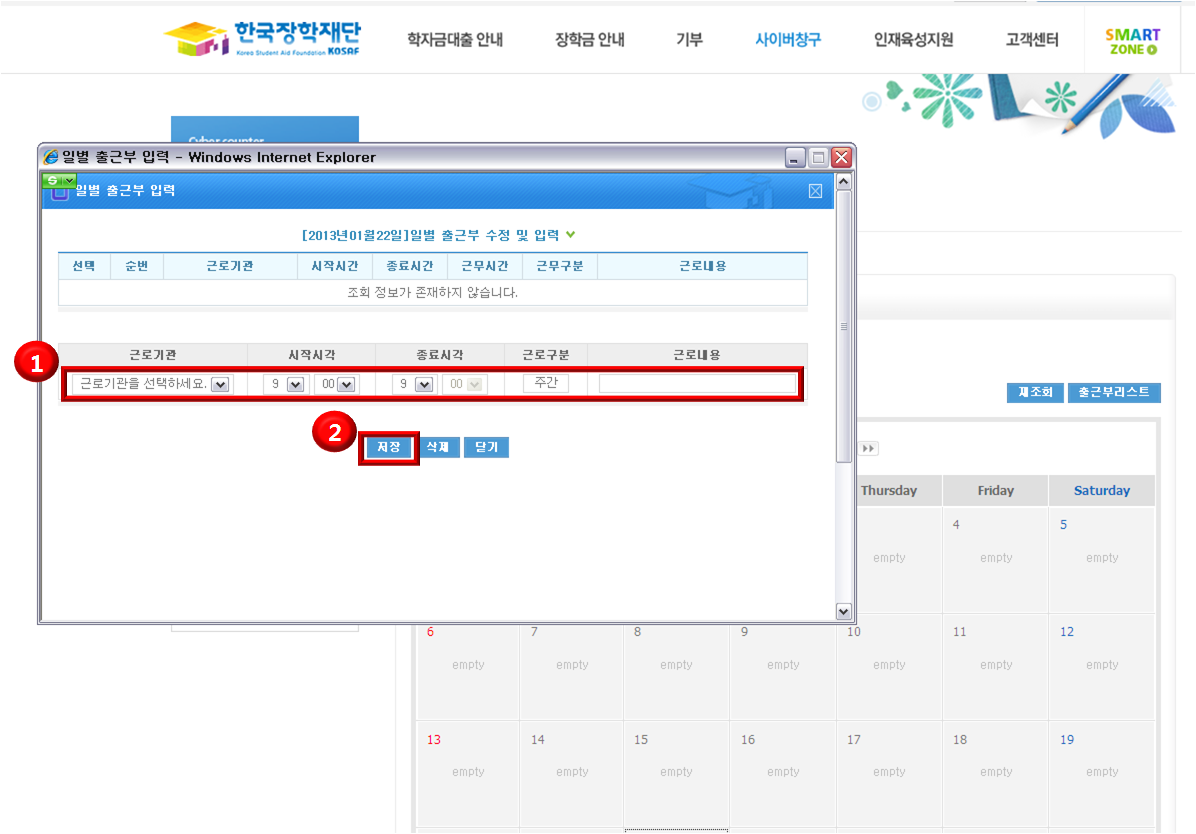 한국장학재단
Korea Student Aid Foundation KOSAF
학자금대출 안내 장학금 안내 기부 사이버창구 인재육성지원 고객센터
SMART
ZONE
Cyber counter
일별 출근부 입력 - Windows Internet Explorer
S
일별 출근부 입력
[2013년01월22일]일별 출근부 수정 및 입력
선택 순번 근로기관 시작시간 종료시간 근무시간 근무구분 근로내용
조회 정보가 존재하지 않습니다.
근로기관 시작시각 종료시각 근로구분 근로내용
1
근로기관을 선택하세요. 9 00 9 00 주간
재조회 출근부리스트
2
저장 삭제 닫기
Thursday Friday Saturday
4 5
empty empty empty
6 7 8 9 10 11 12
empty empty empty empty empty empty empty
13 14 15 16 17 18 19
empty empty empty empty empty empty empty